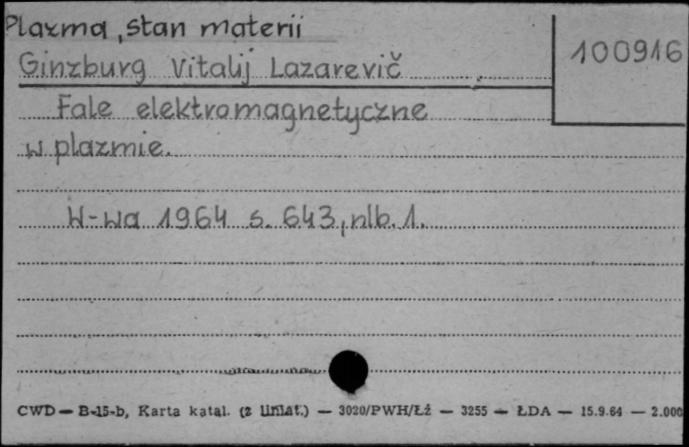 Plazma, stan materii
100916
Ginzburg Vitalij Lazarevič
Fale elektromagnetyczne
w plazmie.
W-wa 1964 s. 643, nlb. 1.
CWD — B-15-b, Karta katal. (z liniat.) — 3020/PWH/Łź — 3255 — ŁDA — 15.9.64 — 2.000